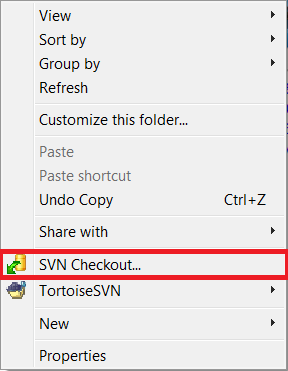 View
Sort by
Group by
Refresh
Customize this folder...
Paste
Paste shortcut
Undo Copy Ctrl+Z
Share with
SVN Checkout...
TortoiseSVN
New
Properties